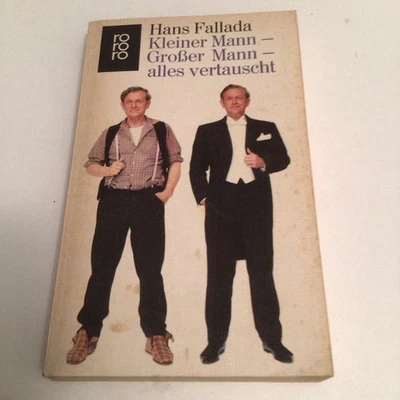 ro
ro
ro
Hans Fallada
Kleiner Mann –
Großer Mann –
alles vertauscht